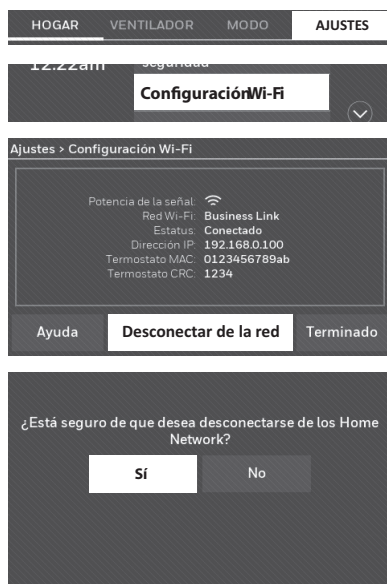 HOGAR VENTILADOR MODO AJUSTES
12:22am seguridad
ConfiguraciónWi-Fi
Ajustes > Configuración Wi-Fi
Potencia de la señal:
Red Wi-Fi: Business Link
Estatus: Conectado
Dirección IP: 192.168.0.100
Termostato MAC: 0123456789ab
Termostato CRC: 1234
Ayuda Desconectar de la red Terminado
¿Está seguro de que desea desconectarse de los Home
Network?
Sí No